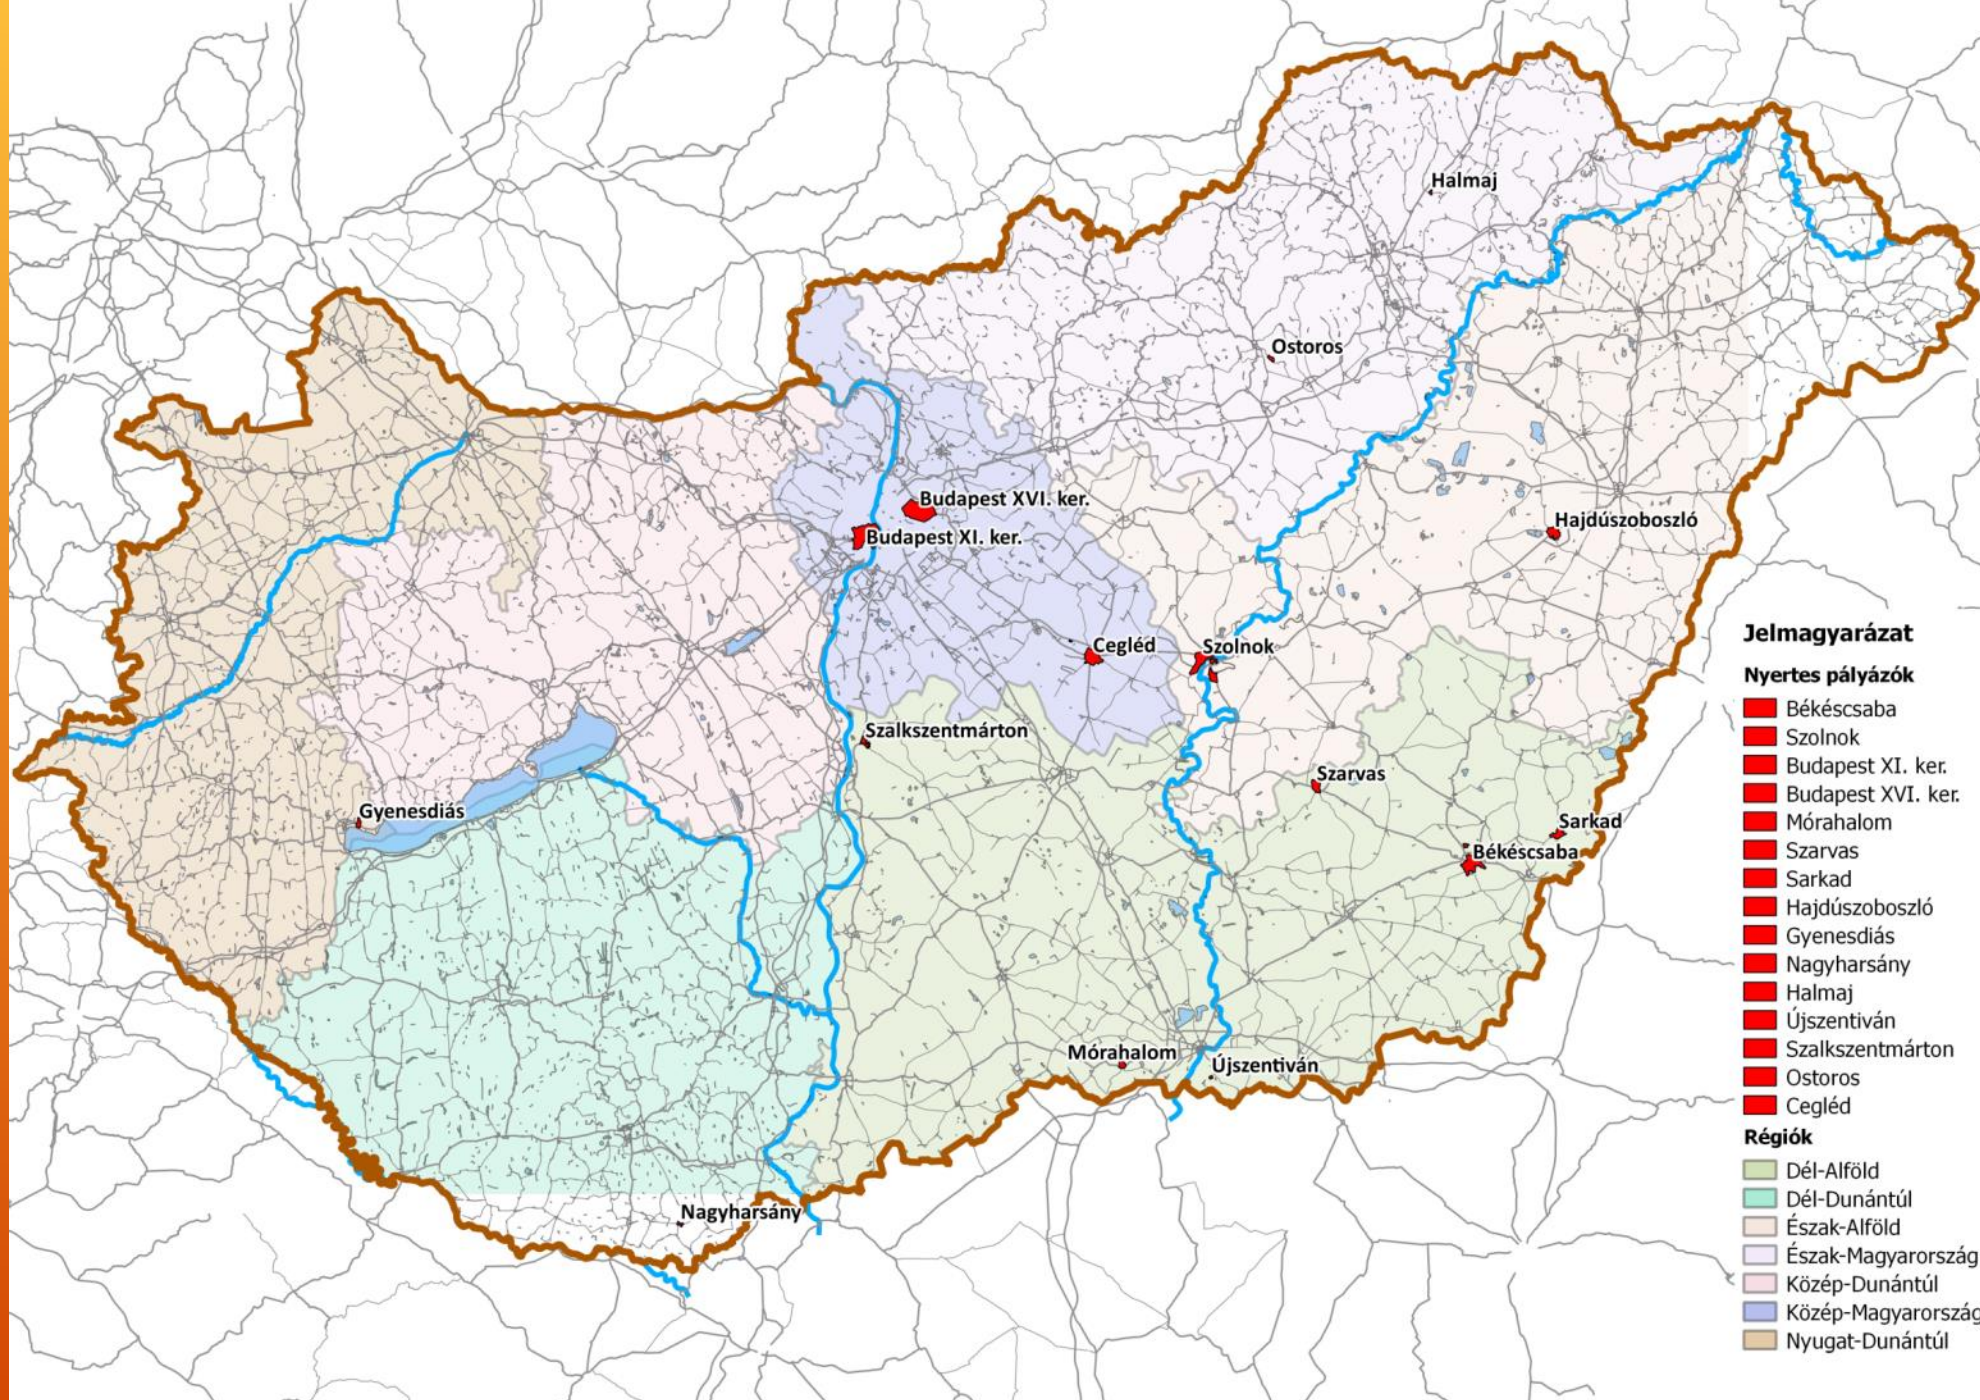 Halmaj
Ostoros
Budapest XVI. ker.
Budapest XI. ker.
Hajdúszoboszló
Cegléd
Szolnok
Szalkszentmárton
Szarvas
Gyenesdiás
Sarkad
Békéscsaba
Mórahalom
Újszentiván
Nagyharsány
Jelmagyarázat
Nyertes pályázók
Békéscsaba
Szolnok
Budapest XI. ker.
Budapest XVI. ker.
Mórahalom
Szarvas
Sarkad
Hajdúszoboszló
Gyenesdiás
Nagyharsány
Halmaj
Újszentiván
Szalkszentmárton
Ostoros
Cegléd
Régiók
Dél-Alföld
Dél-Dunántúl
Észak-Alföld
Észak-Magyarország
Közép-Dunántúl
Közép-Magyarország
Nyugat-Dunántúl